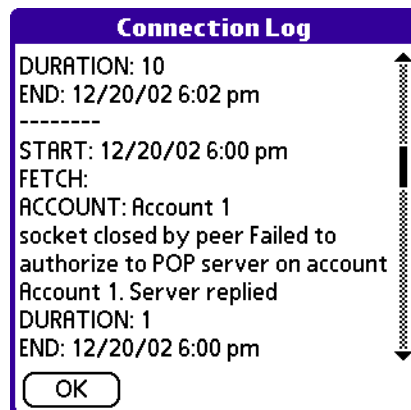 Connection Log
DURATION: 10
END: 12/20/02 6:02 pm
--------
START: 12/20/02 6:00 pm
FETCH:
ACCOUNT: Account 1
socket closed by peer Failed to
authorize to POP server on account
Account 1. Server replied
DURATION: 1
END: 12/20/02 6:00 pm
OK